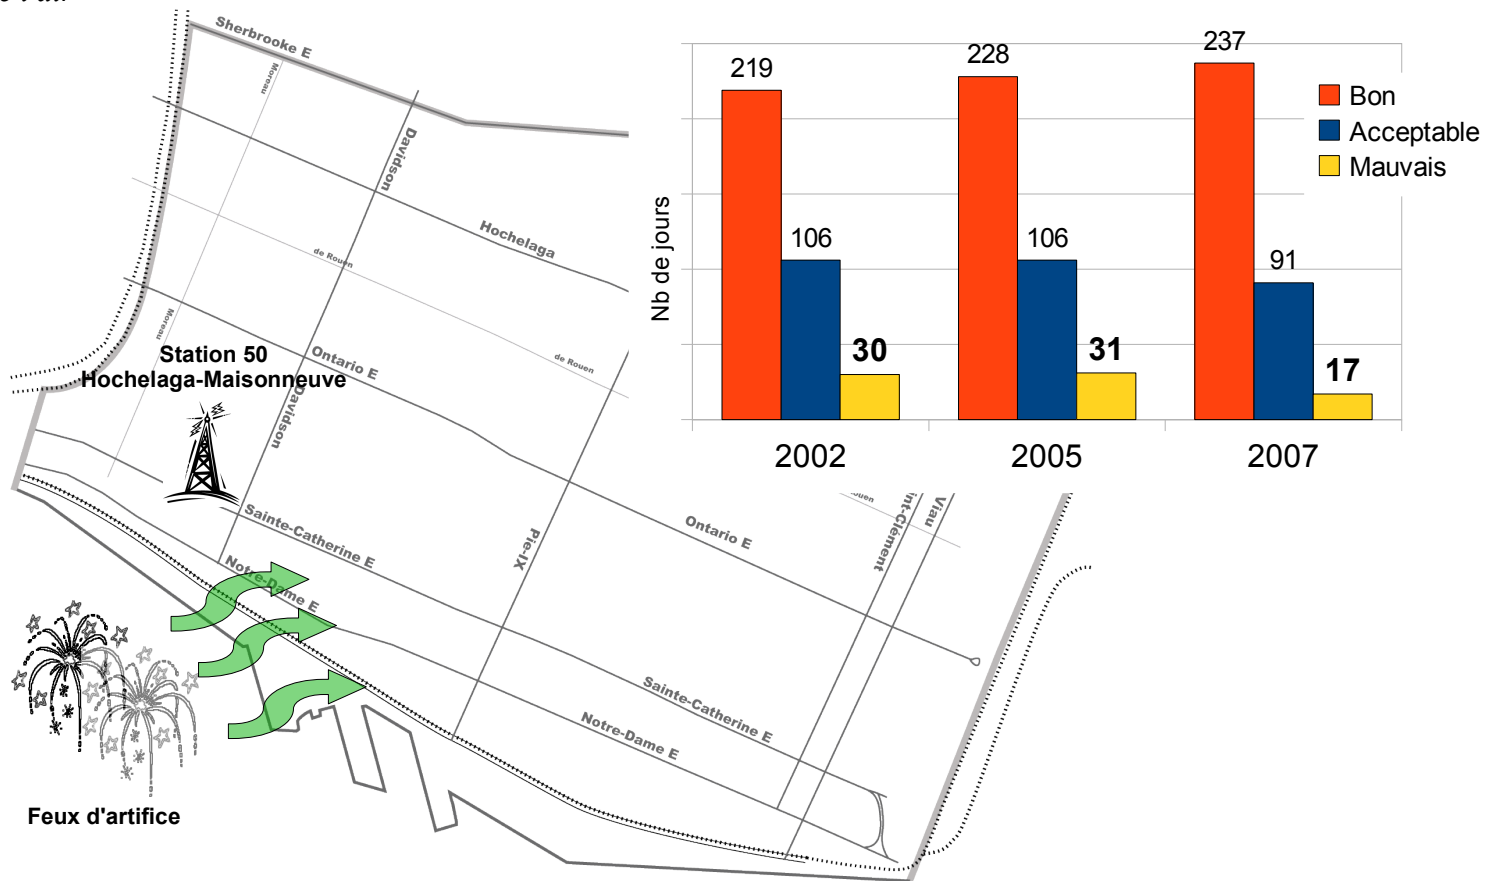 Sherbrooke E
Moreau
Davidson
Hochelaga
de Rouen
Moreau
Station 50
Hochelaga-Maisonneuve
Ontario E
de Rouen
Davidson
Sainte-Catherine E
Notre-Dame E
Pie-IX
Ontario E
Viau
Sainte-Catherine E
Notre-Dame E
Feux d'artifice
237
219
228
Bon
Acceptable
Mauvais
Nb de jours
106
106
91
30
31
17
2002
2005
2007